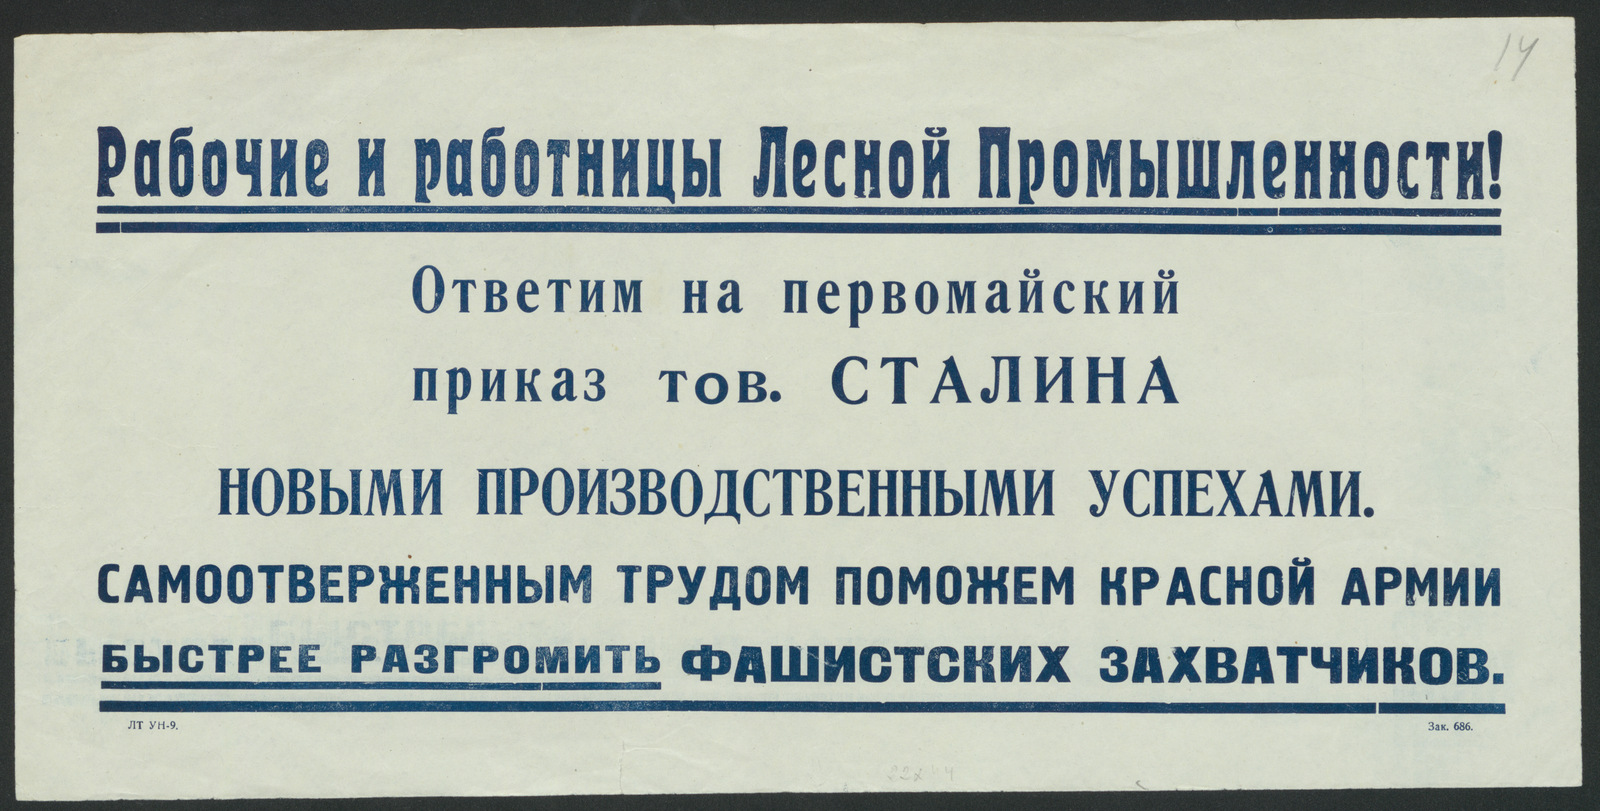 14
Рабочие и работницы Лесной Промышленности!
Ответим на первомайский
приказ тов. СТАЛИНА
НОВЫМИ ПРОИЗВОДСТВЕННЫМИ УСПЕХАМИ.
САМООТВЕРЖЕННЫМ ТРУДОМ ПОМОЖЕМ КРАСНОЙ АРМИИ
БЫСТРЕЕ РАЗГРОМИТЬ ФАШИСТСКИХ ЗАХВАТЧИКОВ.
ЛТ УН-9.
Зак. 686.
22х44